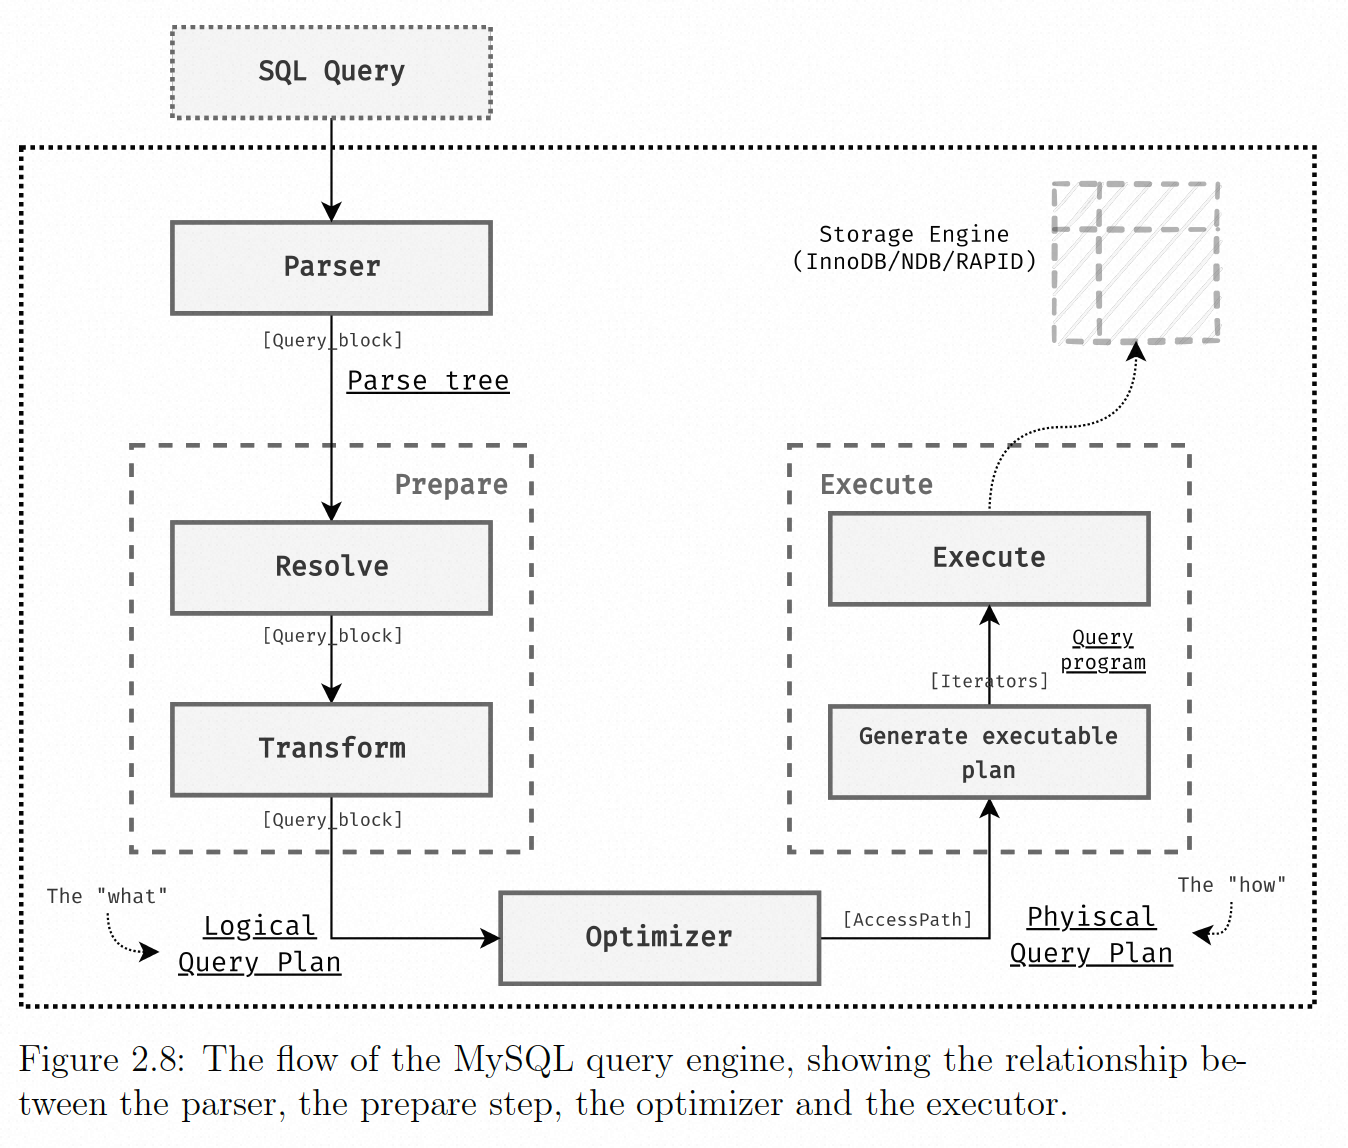 SQL Query
Parser
[Query_block]
Parse tree
Prepare
Resolve
[Query_block]
Transform
[Query_block]
The "what"
Logical
Query Plan
Optimizer
[AccessPath]
The "how"
Phyiscal
Query Plan
Generate executable
plan
[Iterators]
Query
program
Execute
Execute
Storage Engine
(InnoDB/NDB/RAPID)
Figure 2.8: The flow of the MySQL query engine, showing the relationship be-
tween the parser, the prepare step, the optimizer and the executor.